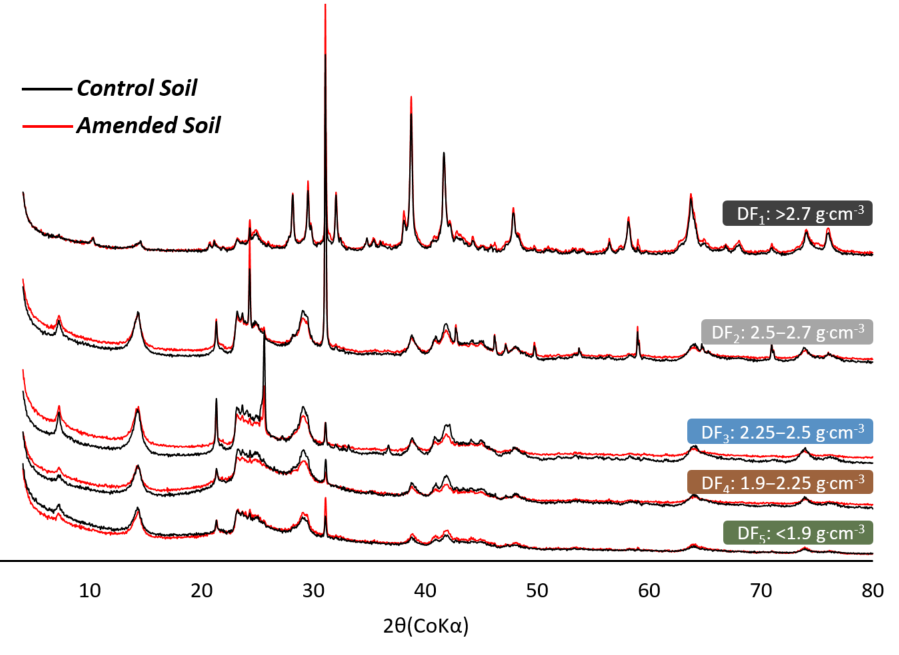 Control Soil
Amended Soil
DF₁: >2.7 g·cm⁻³
DF₂: 2.5–2.7 g·cm⁻³
DF₃: 2.25–2.5 g·cm⁻³
DF₄: 1.9–2.25 g·cm⁻³
DF₅: <1.9 g·cm⁻³
10 20 30 40 50 60 70 80
2θ(CoKα)